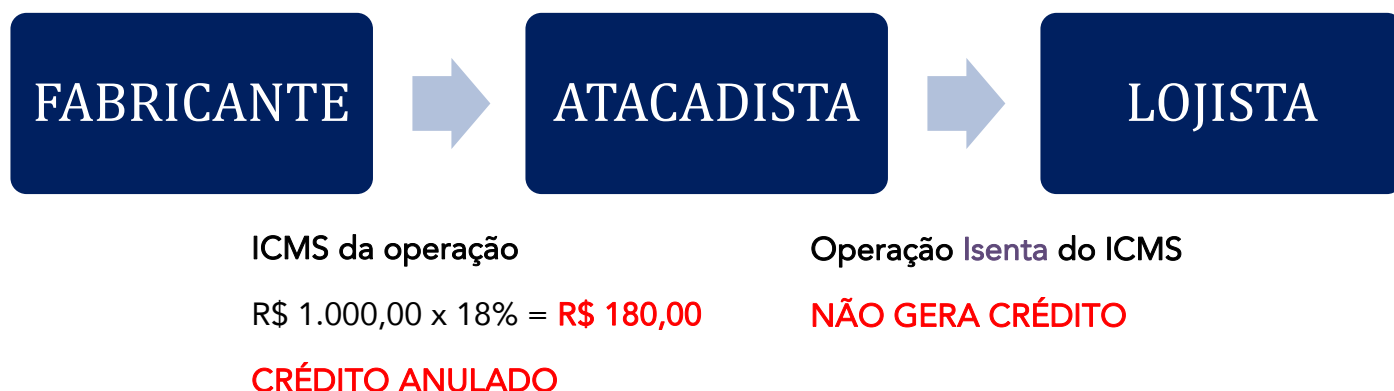 FABRICANTE
ATACADISTA
LOJISTA
ICMS da operação
R$ 1.000,00 x 18% = R$ 180,00
CRÉDITO ANULADO
Operação Isenta do ICMS
NÃO GERA CRÉDITO